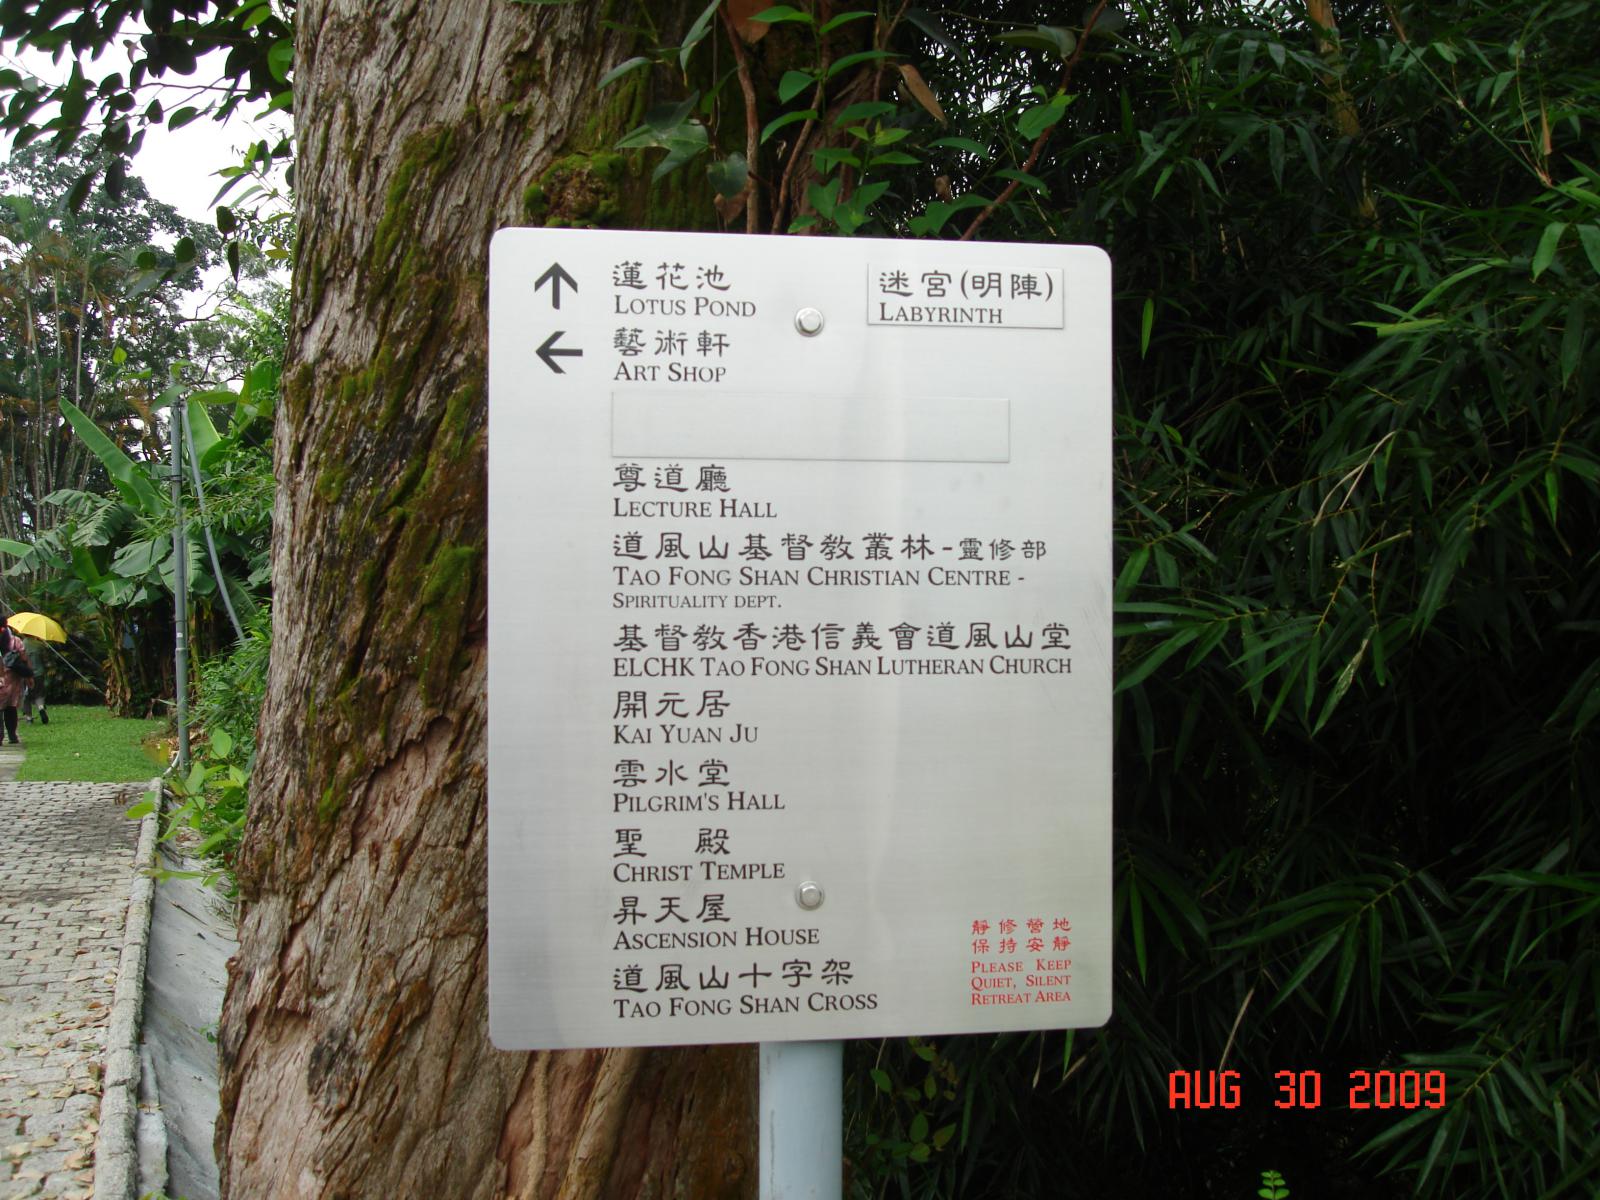 蓮花池
LOTUS POND
迷宮(明陣)
LABYRINTH
藝術軒
ART SHOP
尊道廳
LECTURE HALL
道風山基督教叢林-靈修部
TAO FONG SHAN CHRISTIAN CENTRE -
SPIRITUALITY DEPT.
基督教香港信義會道風山堂
ELCHK TAO FONG SHAN LUTHERAN CHURCH
開元居
KAI YUAN JU
雲水堂
PILGRIM'S HALL
聖 殿
CHRIST TEMPLE
昇天屋
ASCENSION HOUSE
道風山十字架
TAO FONG SHAN CROSS
靜修營地
保持安靜
PLEASE KEEP
QUIET, SILENT
RETREAT AREA
AUG 30 2009